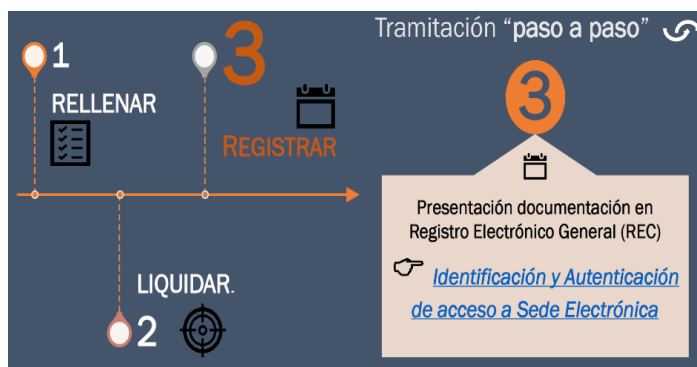 1
RELLENAR
3
REGISTRAR
LIQUIDAR.
2
Tramitación “paso a paso”
3
Presentación documentación en
Registro Electrónico General (REC)
Identificación y Autenticación
de acceso a Sede Electrónica